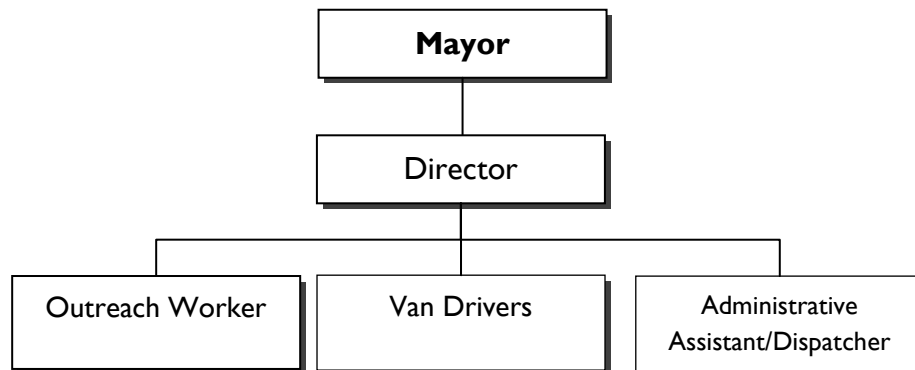 Mayor
Director
Outreach Worker
Van Drivers
Administrative
Assistant/Dispatcher